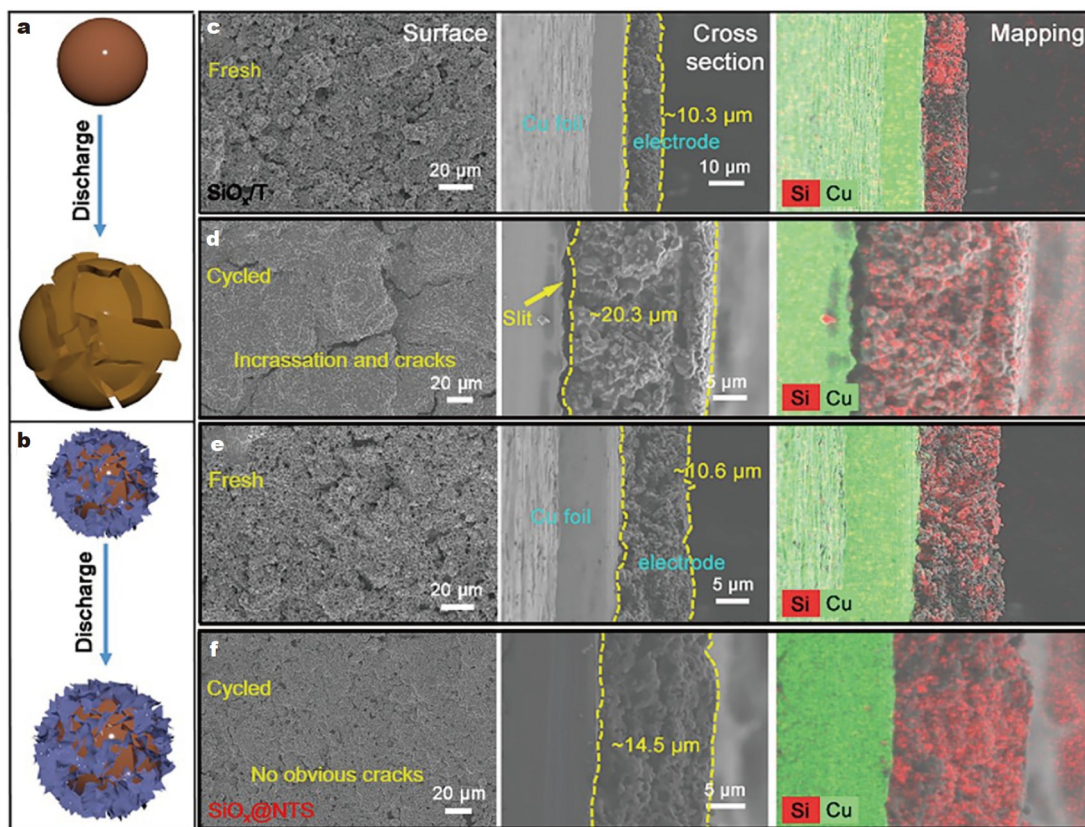 a
Discharge
b
Discharge
c
Surface
Fresh
20 µm
SiOₓ/T
Cross
section
Cu foil
~10.3 µm
electrode
10 µm
Mapping
Si Cu
d
Cycled
Incrassation and cracks
20 µm
Slit
~20.3 µm
5 µm
Si Cu
e
Fresh
20 µm
Cu foil
~10.6 µm
electrode
5 µm
Si Cu
f
Cycled
No obvious cracks
20 µm
SiOₓ@NTS
~14.5 µm
5 µm
Si Cu